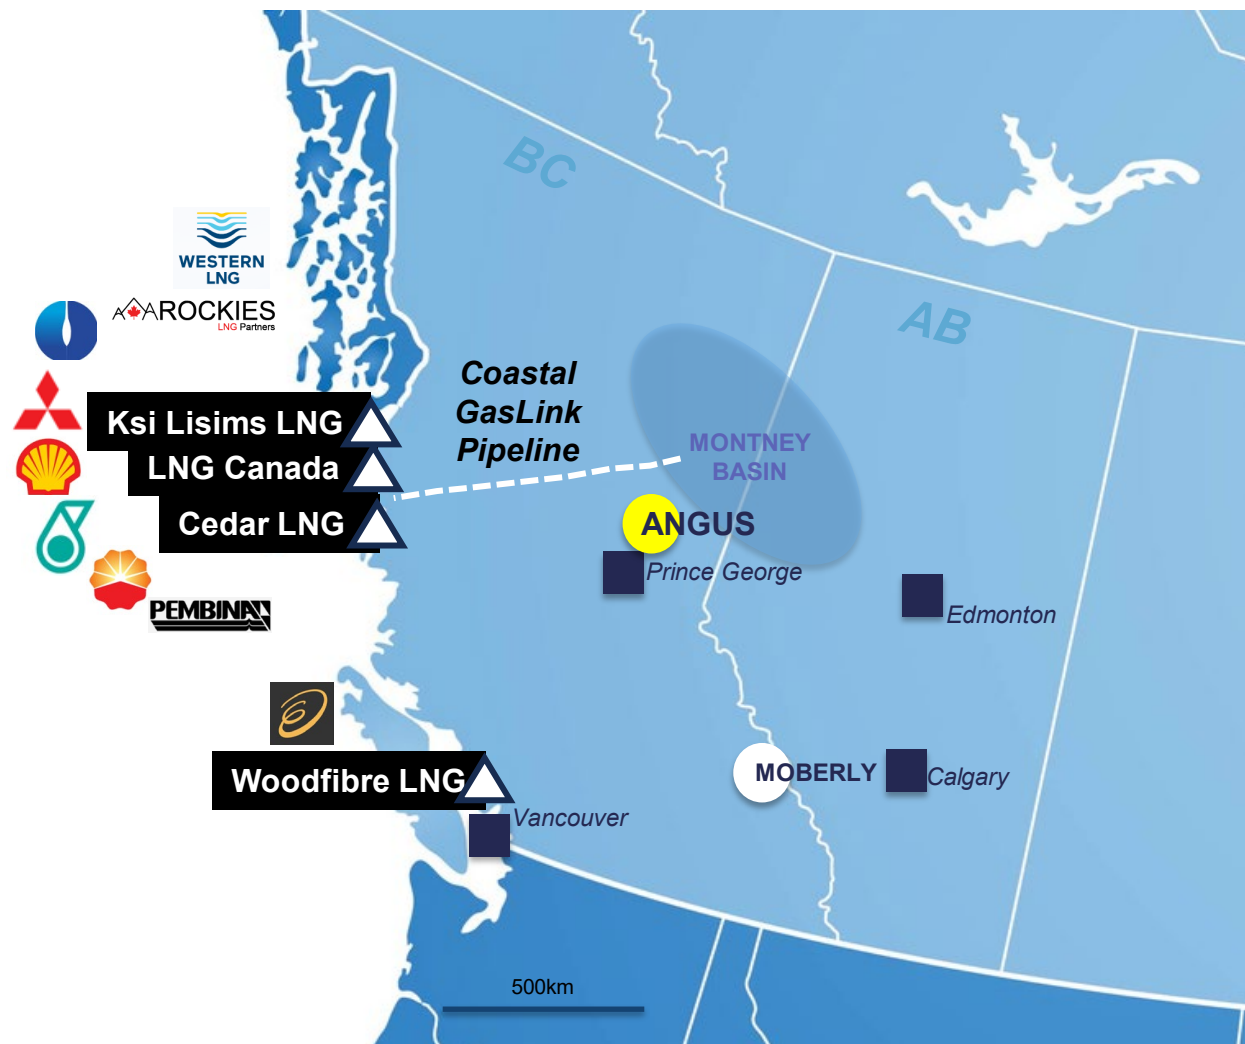 BC
WESTERN
LNG
ROCKIES
LNG Partners
AB
Coastal
GasLink
Pipeline
Ksi Lisims LNG
LNG Canada
Cedar LNG
MONTNEY
BASIN
ANGUS
Prince George
Edmonton
PEMBINA
Woodfibre LNG
MOBERLY
Calgary
Vancouver
500km